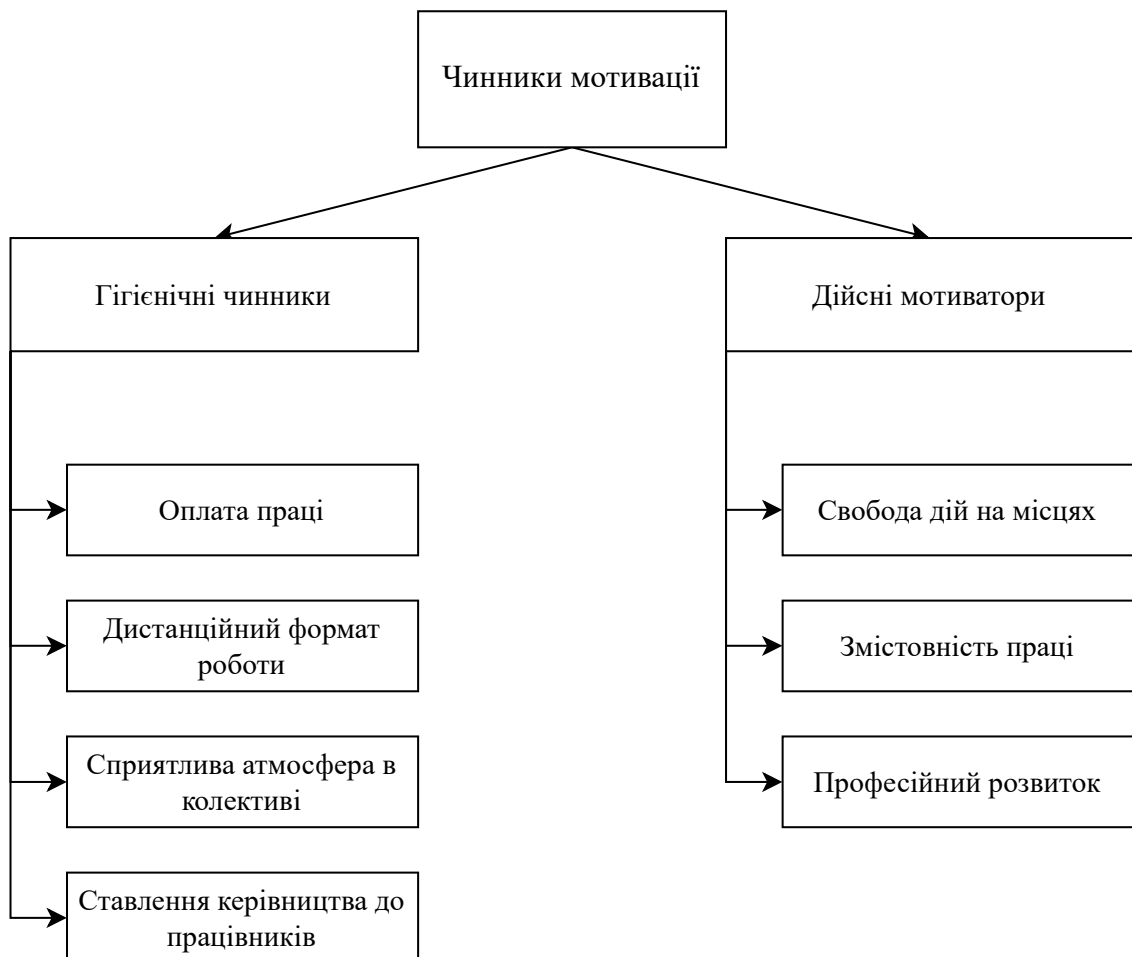 Чинники мотивації
Гігієнічні чинники
Оплата праці
Дистанційний формат
роботи
Сприятлива атмосфера в
колективі
Ставлення керівництва до
працівників
Дійсні мотиватори
Свобода дій на місцях
Змістовність праці
Професійний розвиток